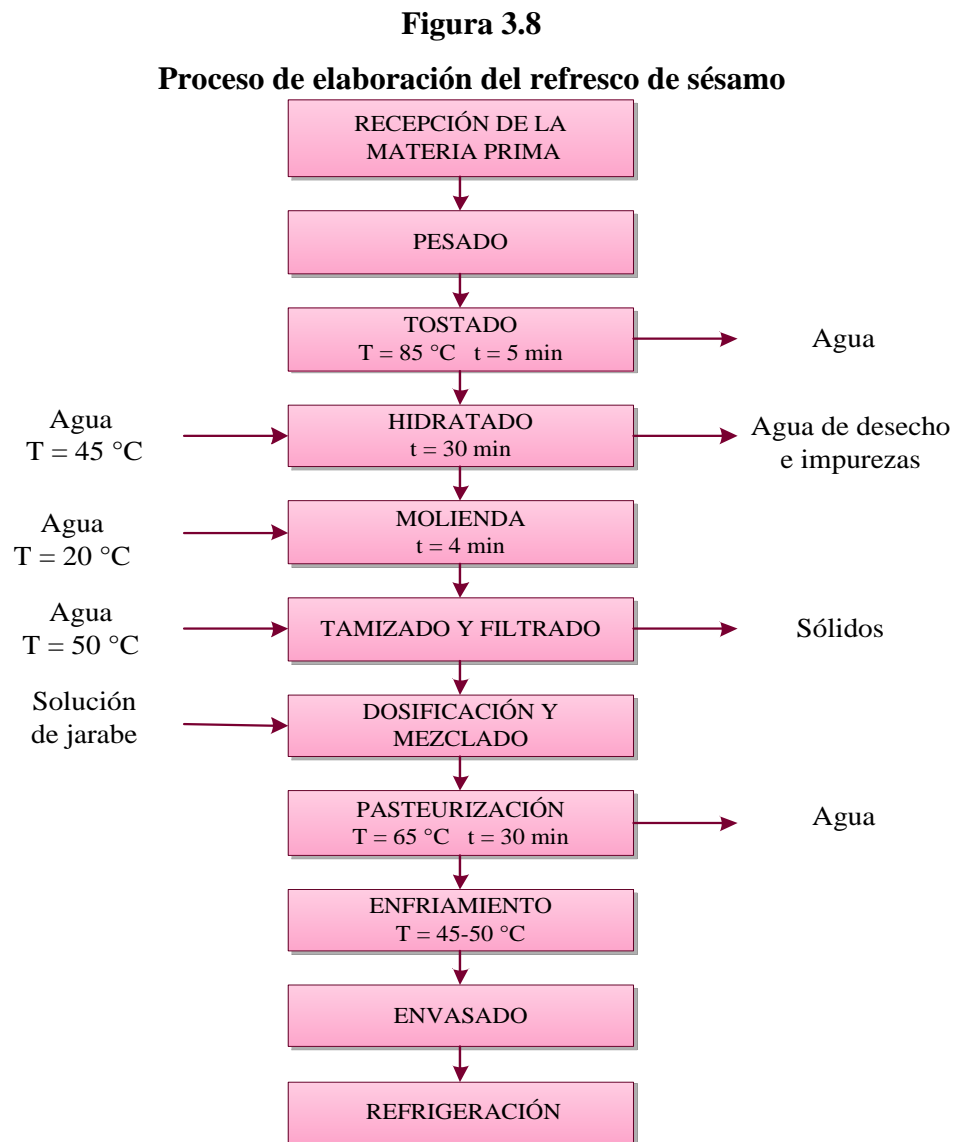 Figura 3.8
Proceso de elaboración del refresco de sésamo
RECEPCIÓN DE LA
MATERIA PRIMA
PESADO
TOSTADO
T = 85 °C t = 5 min
Agua
Agua
T = 45 °C
HIDRATADO
t = 30 min
Agua de desecho
e impurezas
Agua
T = 20 °C
MOLIENDA
t = 4 min
Agua
T = 50 °C
TAMIZADO Y FILTRADO
Sólidos
Solución
de jarabe
DOSIFICACIÓN Y
MEZCLADO
PASTEURIZACIÓN
T = 65 °C t = 30 min
Agua
ENFRIAMIENTO
T = 45-50 °C
ENVASADO
REFRIGERACIÓN